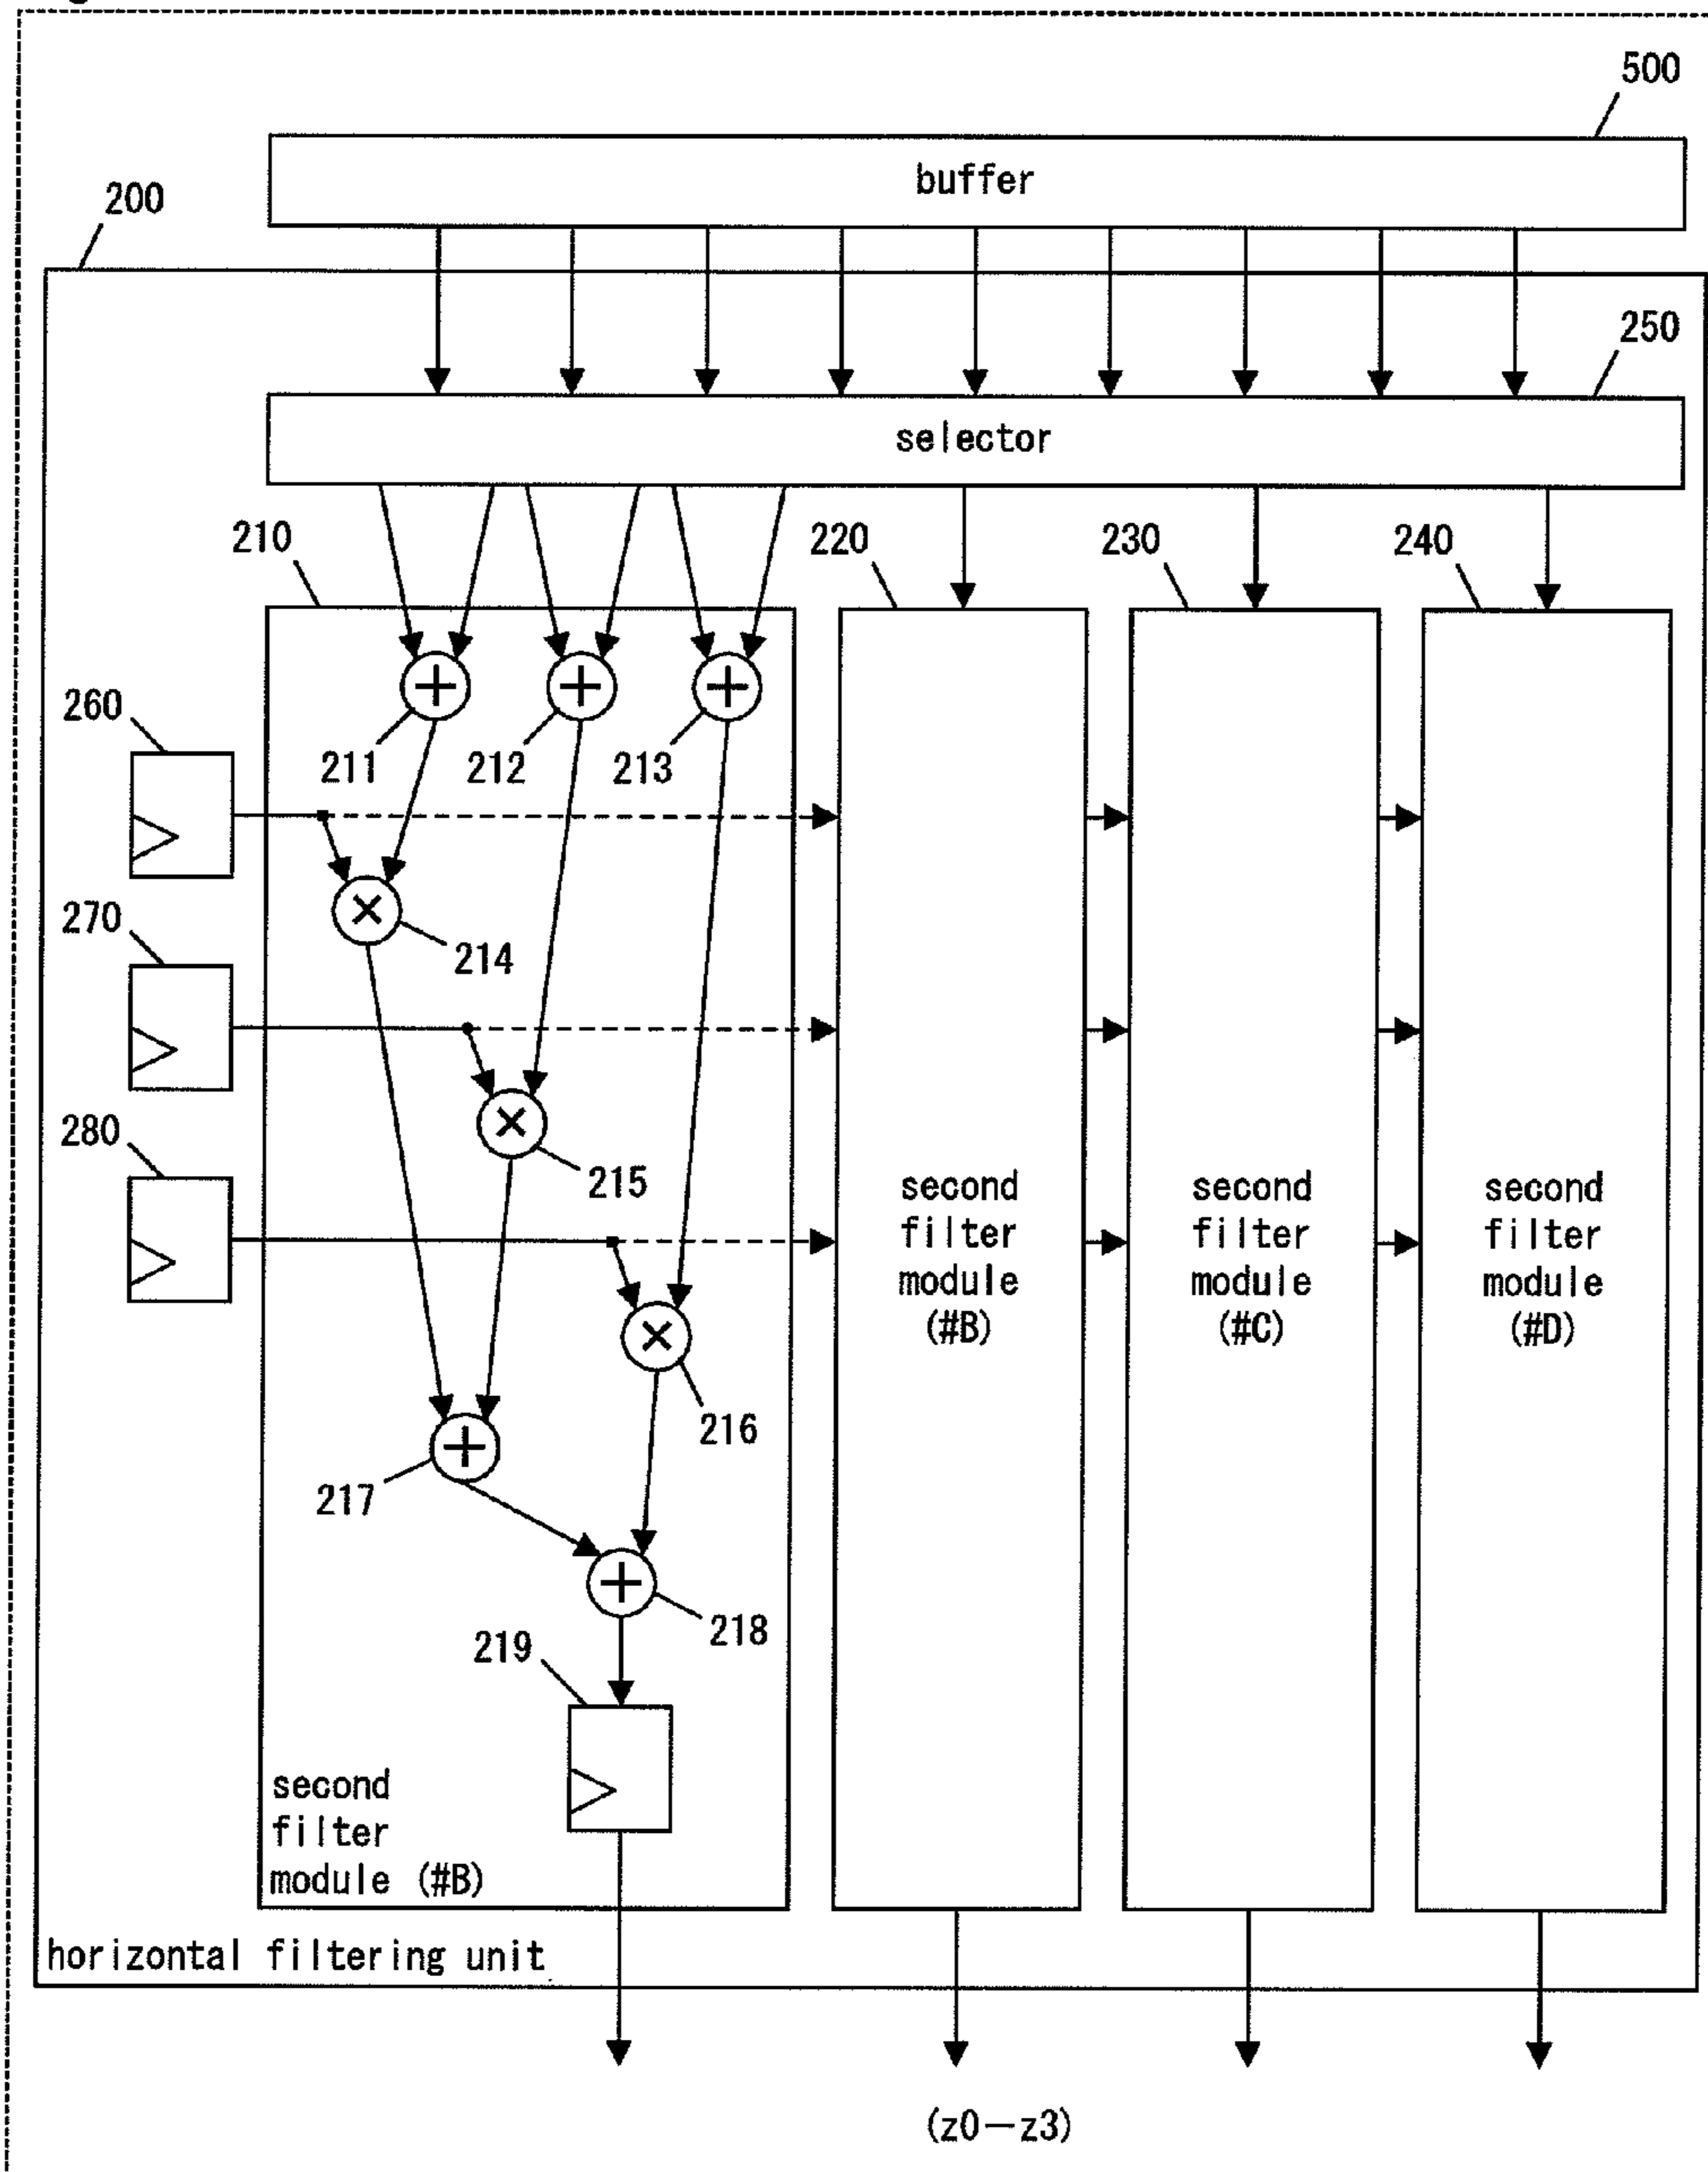 500
buffer
200
250
selector
210
220
230
240
260
211
212
213
270
214
280
215
second
filter
module
(#B)
second
filter
module
(#C)
second
filter
module
(#D)
216
217
218
219
second
filter
module (#B)
horizontal filtering unit
(z0－z3)